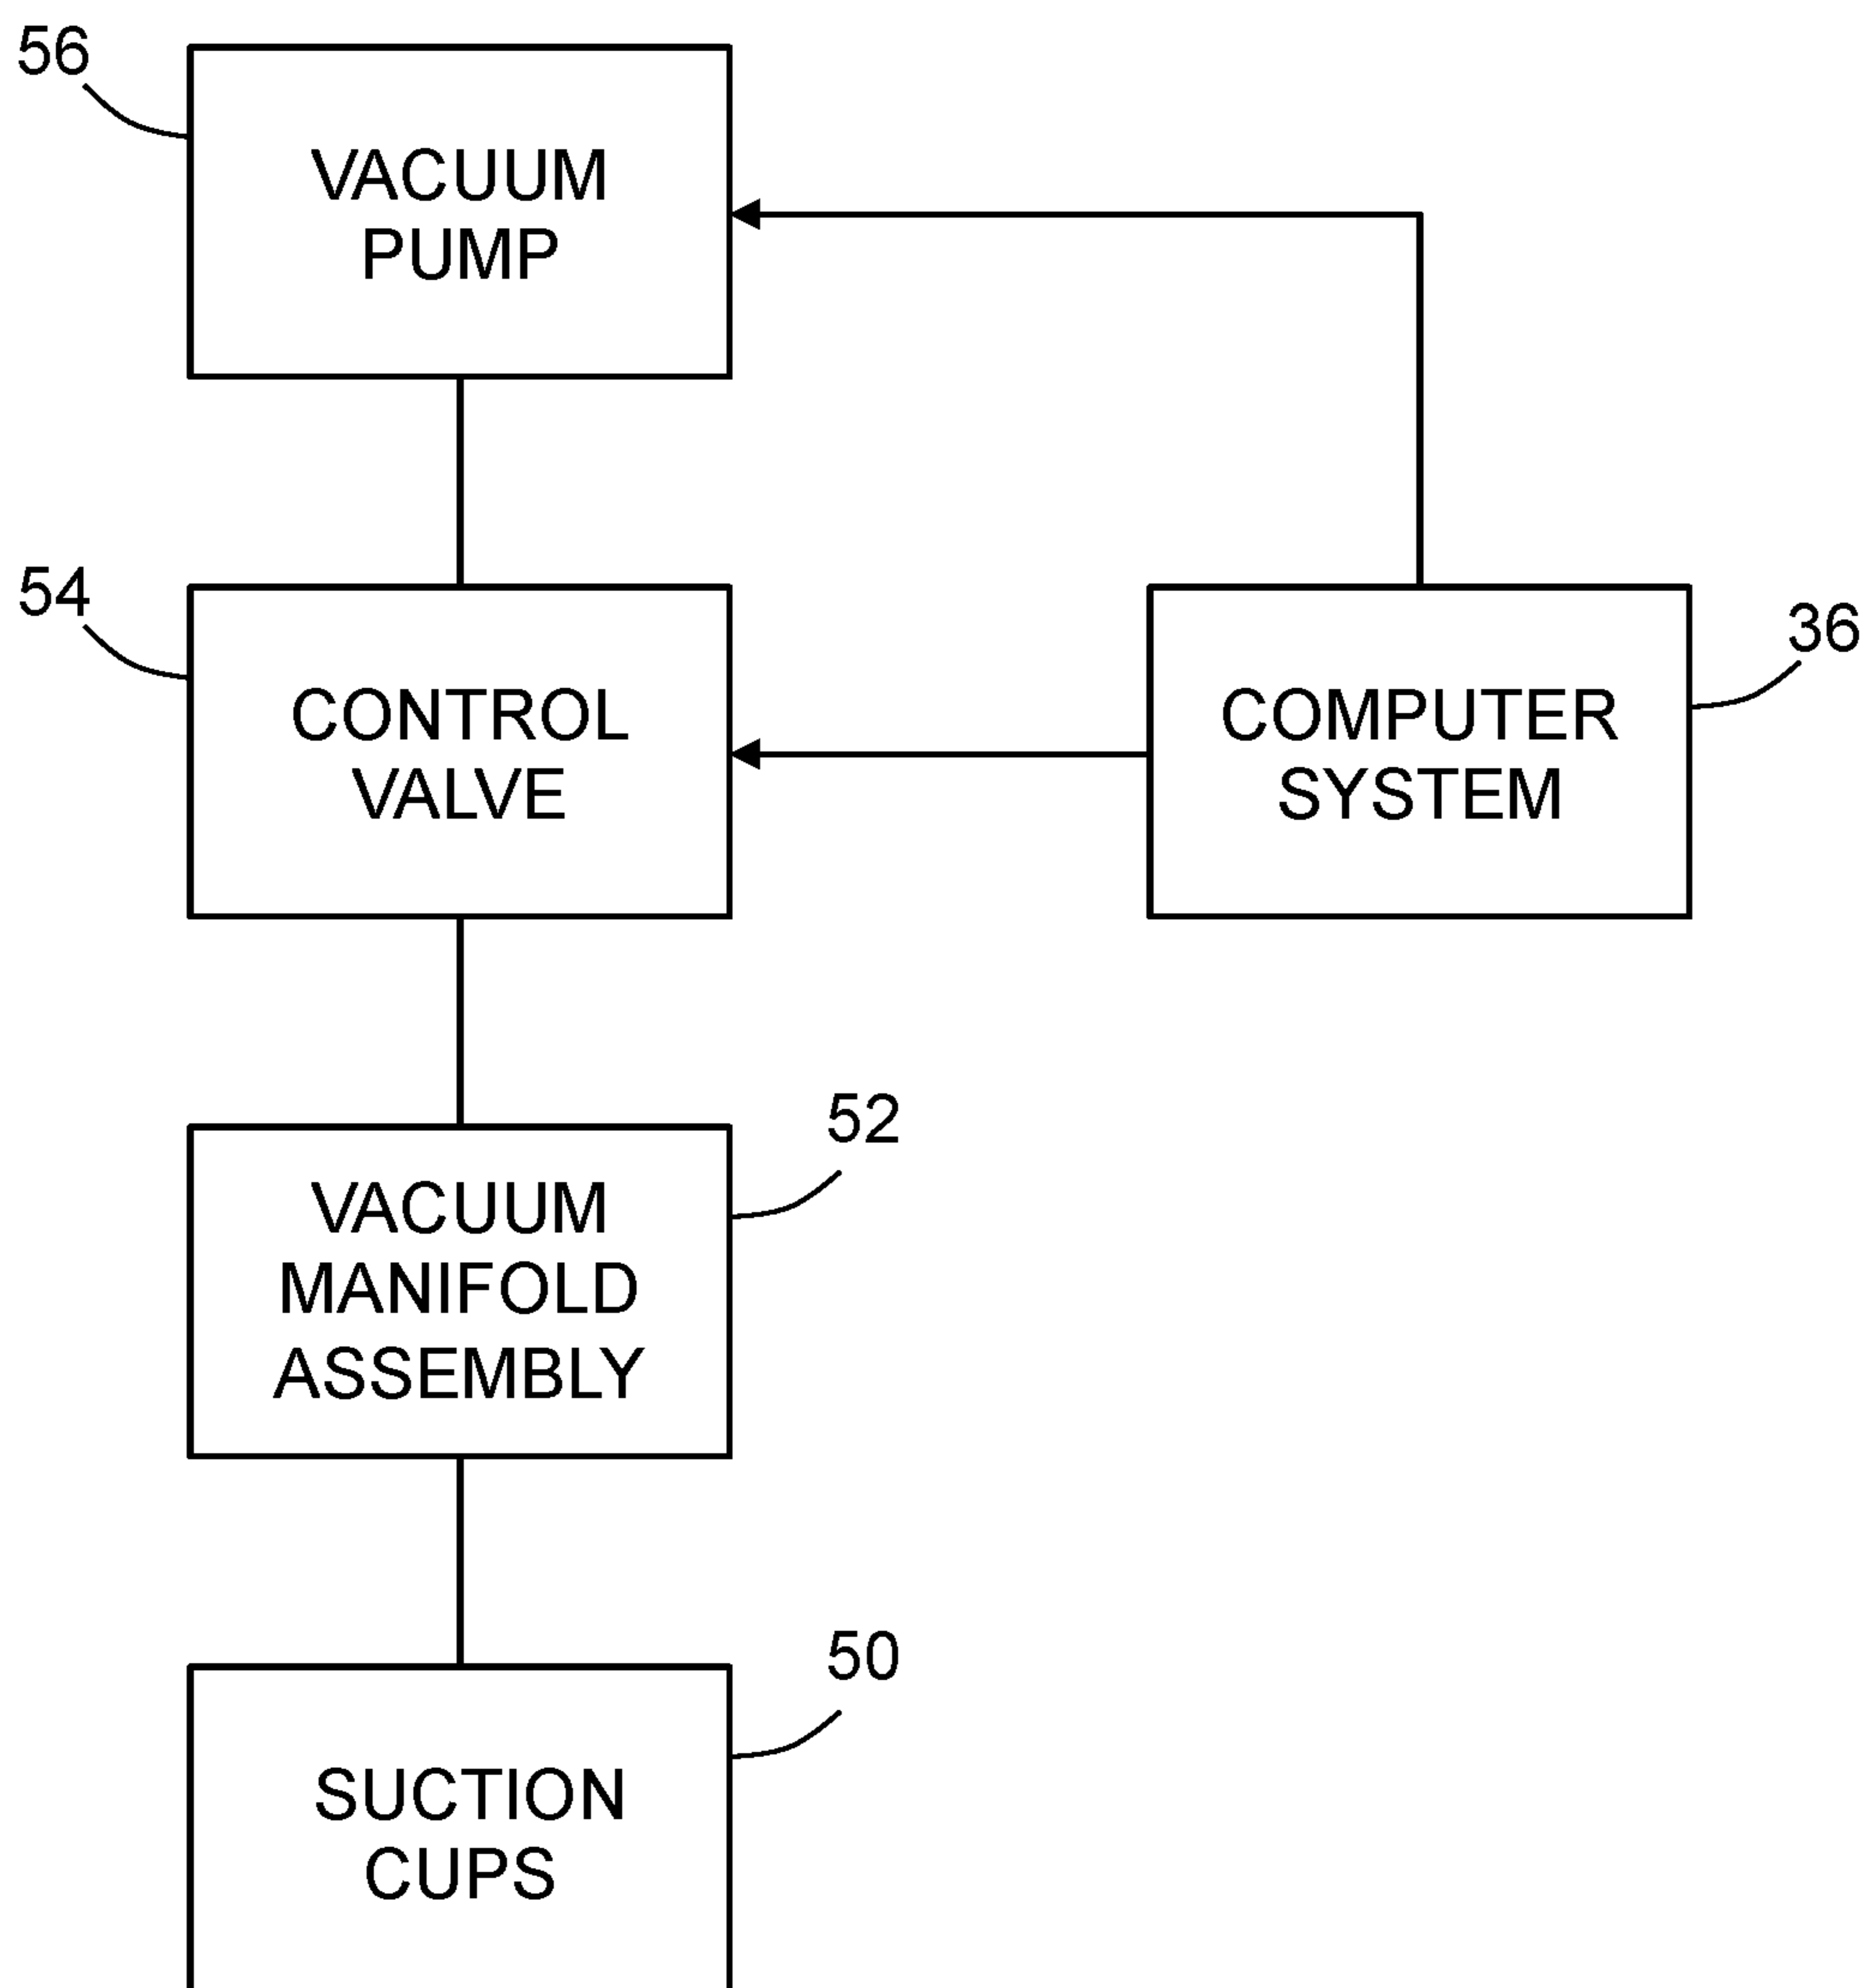 56
VACUUM
PUMP
54
CONTROL
VALVE
36
COMPUTER
SYSTEM
52
VACUUM
MANIFOLD
ASSEMBLY
50
SUCTION
CUPS